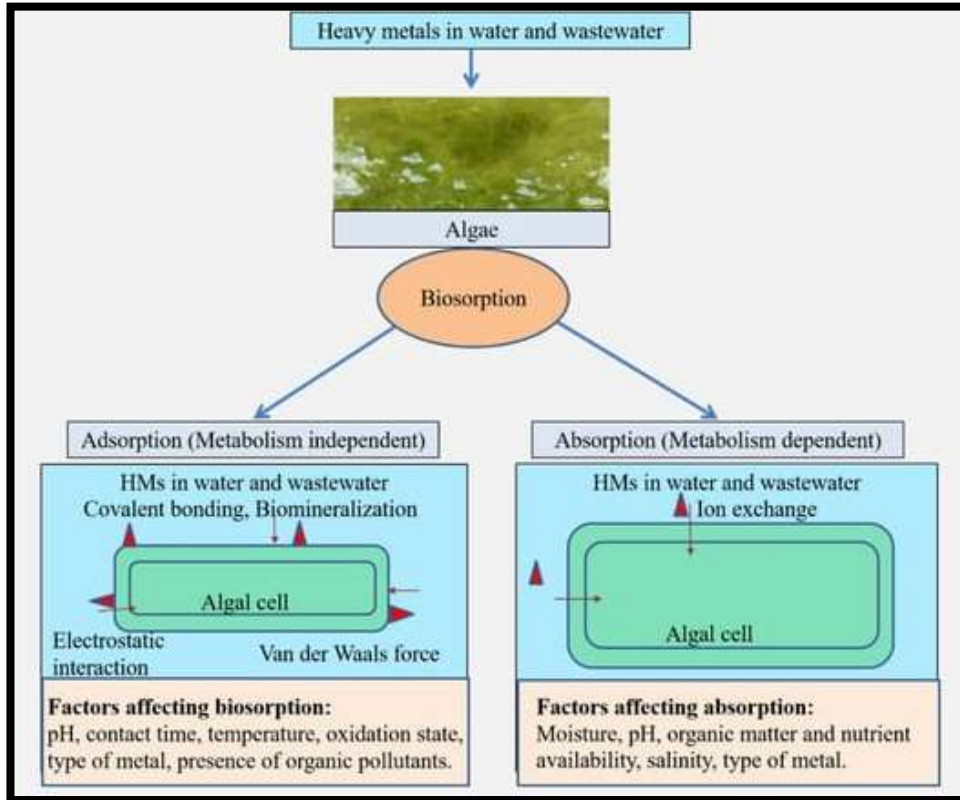 Heavy metals in water and wastewater
Algae
Biosorption
Adsorption (Metabolism independent)
HMs in water and wastewater
Covalent bonding, Biomineralization
Algal cell
Electrostatic
interaction
Van der Waals force
Factors affecting biosorption:
pH, contact time, temperature, oxidation state,
type of metal, presence of organic pollutants.
Absorption (Metabolism dependent)
HMs in water and wastewater
Ion exchange
Algal cell
Factors affecting absorption:
Moisture, pH, organic matter and nutrient
availability, salinity, type of metal.